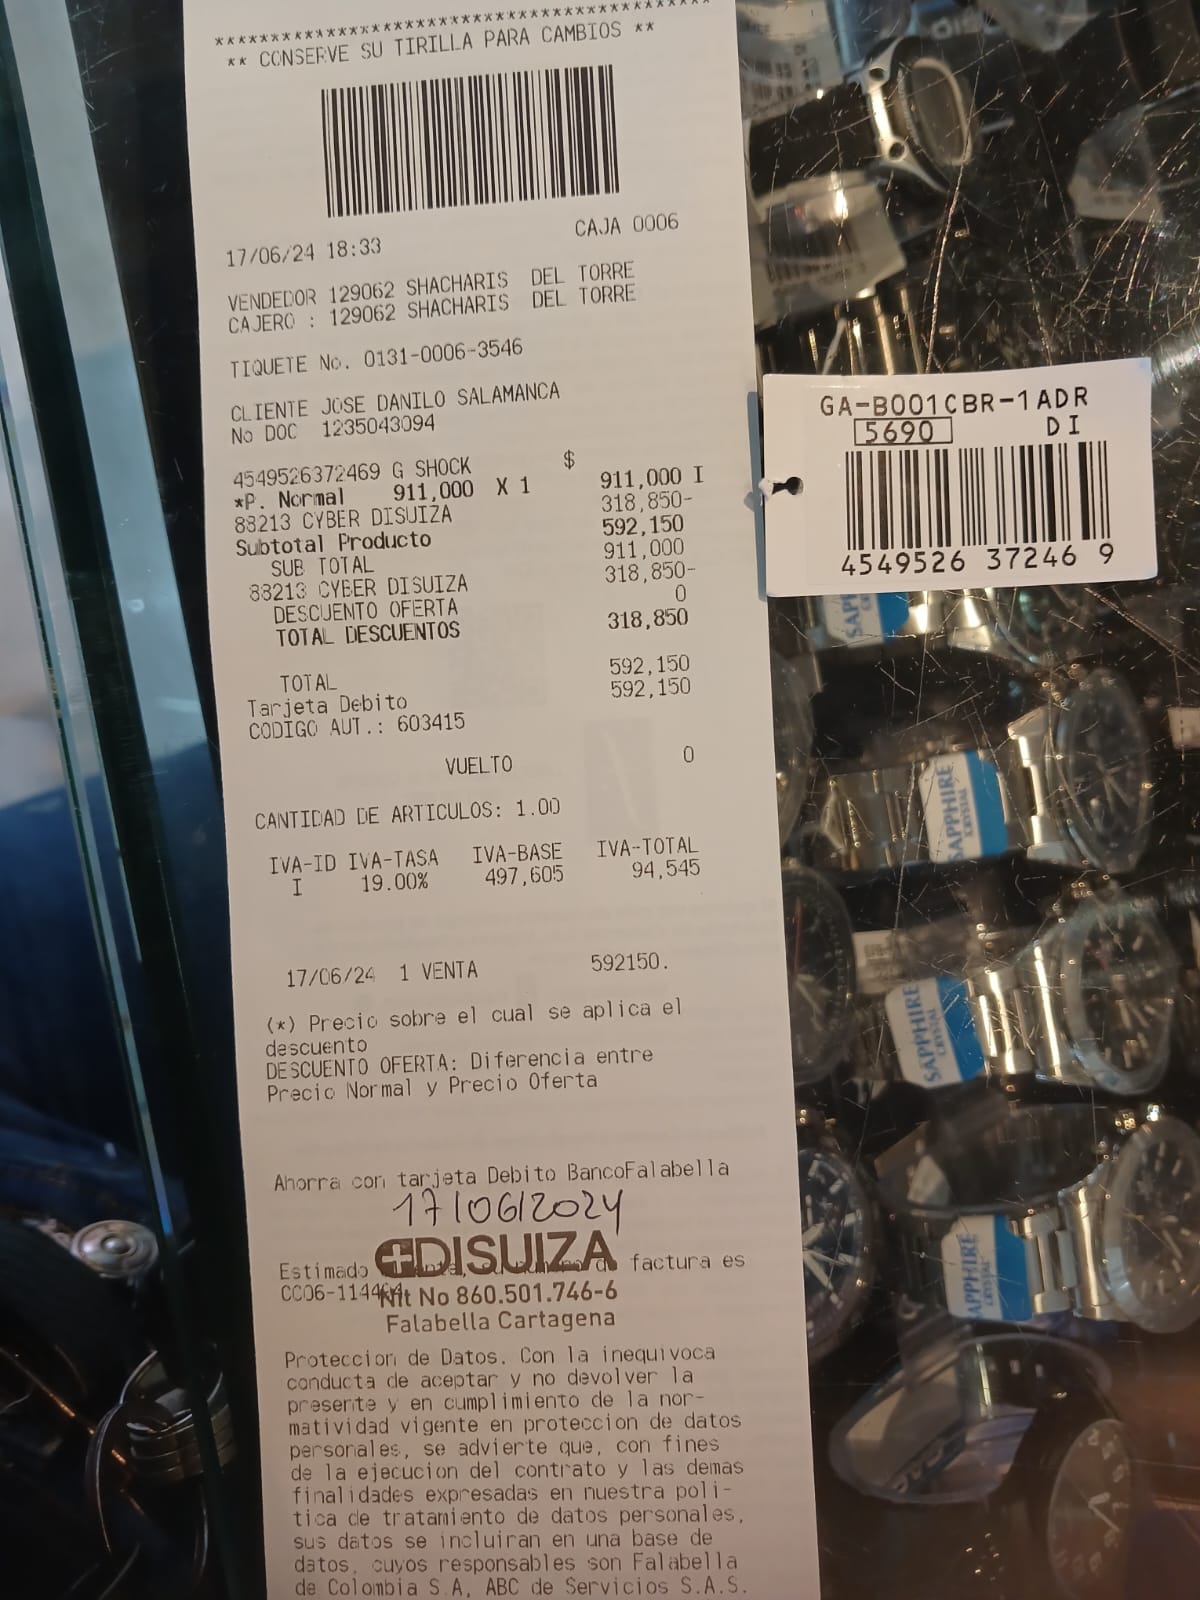 ** CONSERVE SU TIRILLA PARA CAMBIOS **
17/06/24 18:33 CAJA 0006
VENDEDOR 129062 SHACHARIS DEL TORRE
CAJERO : 129062 SHACHARIS DEL TORRE
TIQUETE No. 0131-0006-3546
CLIENTE JOSE DANILO SALAMANCA
No DOC 1235043094
4549526372469 G SHOCK $
*P. Normal 911,000 X 1 911,000 I
88213 CYBER DISUIZA 318,850-
Subtotal Producto 592,150
SUB TOTAL 911,000
88213 CYBER DISUIZA 318,850-
DESCUENTO OFERTA 0
TOTAL DESCUENTOS 318,850
TOTAL 592,150
Tarjeta Debito 592,150
CODIGO AUT.: 603415
VUELTO 0
CANTIDAD DE ARTICULOS: 1.00
IVA-ID IVA-TASA IVA-BASE IVA-TOTAL
I 19.00% 497,605 94,545
17/06/24 1 VENTA 592150.
(*) Precio sobre el cual se aplica el
descuento
DESCUENTO OFERTA: Diferencia entre
Precio Normal y Precio Oferta
Ahorra con tarjeta Debito BancoFalabella
17/06/2024
DISUIZA
Estimado factura es
CC06-1144
Nit No 860.501.746-6
Falabella Cartagena
Proteccion de Datos. Con la inequivoca
conducta de aceptar y no devolver la
presente y en cumplimiento de la nor-
matividad vigente en proteccion de datos
personales, se advierte que, con fines
de la ejecucion del contrato y las demas
finalidades expresadas en nuestra poli-
tica de tratamiento de datos personales,
sus datos se incluiran en una base de
datos, cuyos responsables son Falabella
de Colombia S.A, ABC de Servicios S.A.S.
GA-B001CBR-1ADR
5690 DI
4549526 37246 9
SAPPHIRE
CRYSTAL
SAPPHIRE
CRYSTAL
SAPPHIRE
CRYSTAL